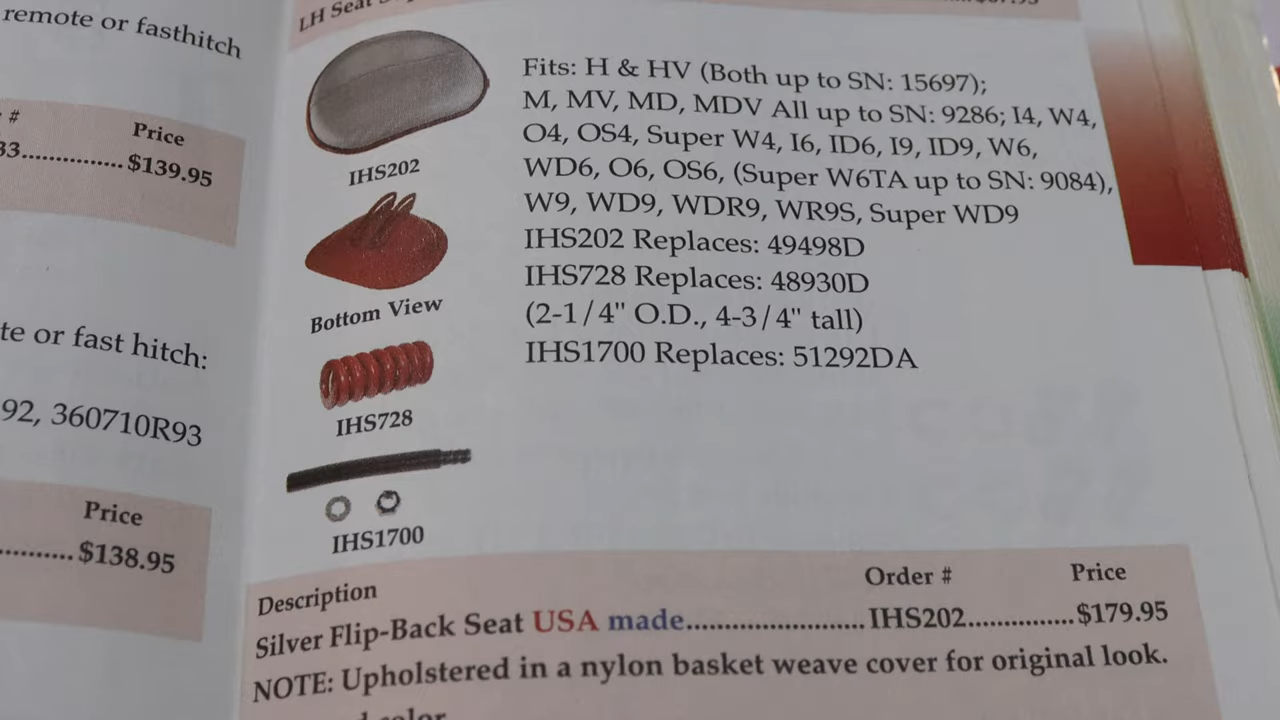 remote or fasthitch
#
Price
33............... $139.95
te or fast hitch:
92, 360710R93
Price
.......... $138.95
LH Seat
IHS202
Bottom View
IHS728
IHS1700
Fits: H & HV (Both up to SN: 15697);
M, MV, MD, MDV All up to SN: 9286; I4, W4,
O4, OS4, Super W4, I6, ID6, I9, ID9, W6,
WD6, O6, OS6, (Super W6TA up to SN: 9084),
W9, WD9, WDR9, WR9S, Super WD9
IHS202 Replaces: 49498D
IHS728 Replaces: 48930D
(2-1/4" O.D., 4-3/4" tall)
IHS1700 Replaces: 51292DA
Description Order # Price
Silver Flip-Back Seat USA made......................... IHS202............... $179.95
NOTE: Upholstered in a nylon basket weave cover for original look.
color